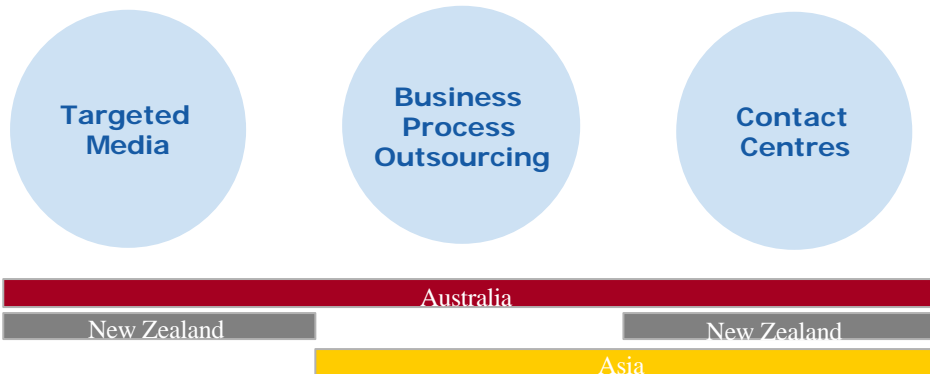 Targeted
Media
Business
Process
Outsourcing
Contact
Centres
Australia
New Zealand
New Zealand
Asia